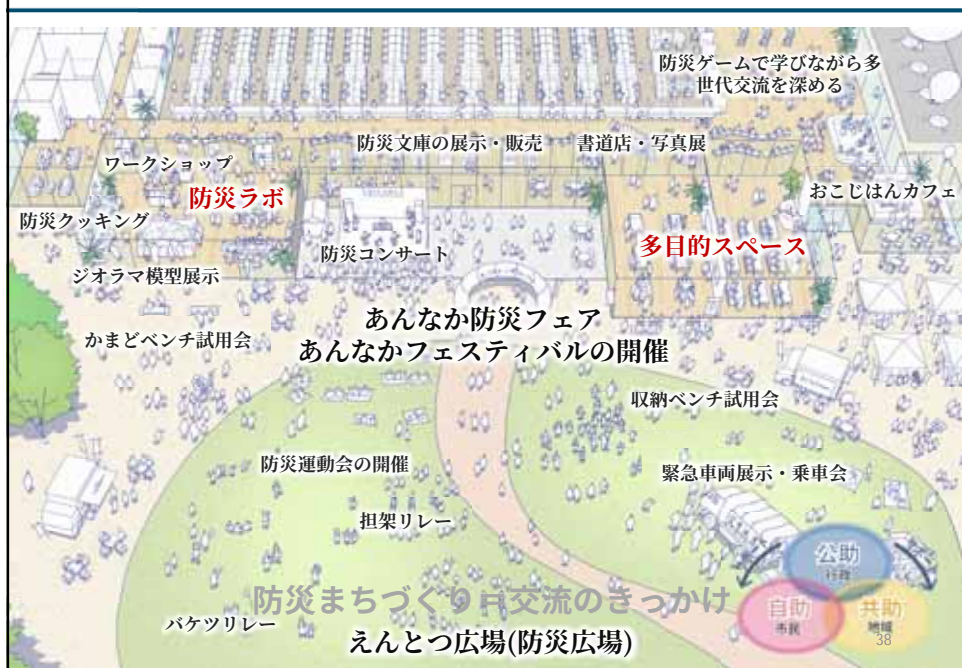 防災ゲームで学びながら多
世代交流を深める
防災文庫の展示・販売
書道店・写真展
ワークショップ
防災ラボ
おこじはんカフェ
防災クッキング
多目的スペース
防災コンサート
ジオラマ模型展示
あんなか防災フェア
かまどベンチ試用会
あんなかフェスティバルの開催
収納ベンチ試用会
防災運動会の開催
緊急車両展示・乗車会
担架リレー
公助
行政
防災まちづくり=交流のきっかけ
自助
市民
共助
地域
バケツリレー
えんとつ広場(防災広場)
38